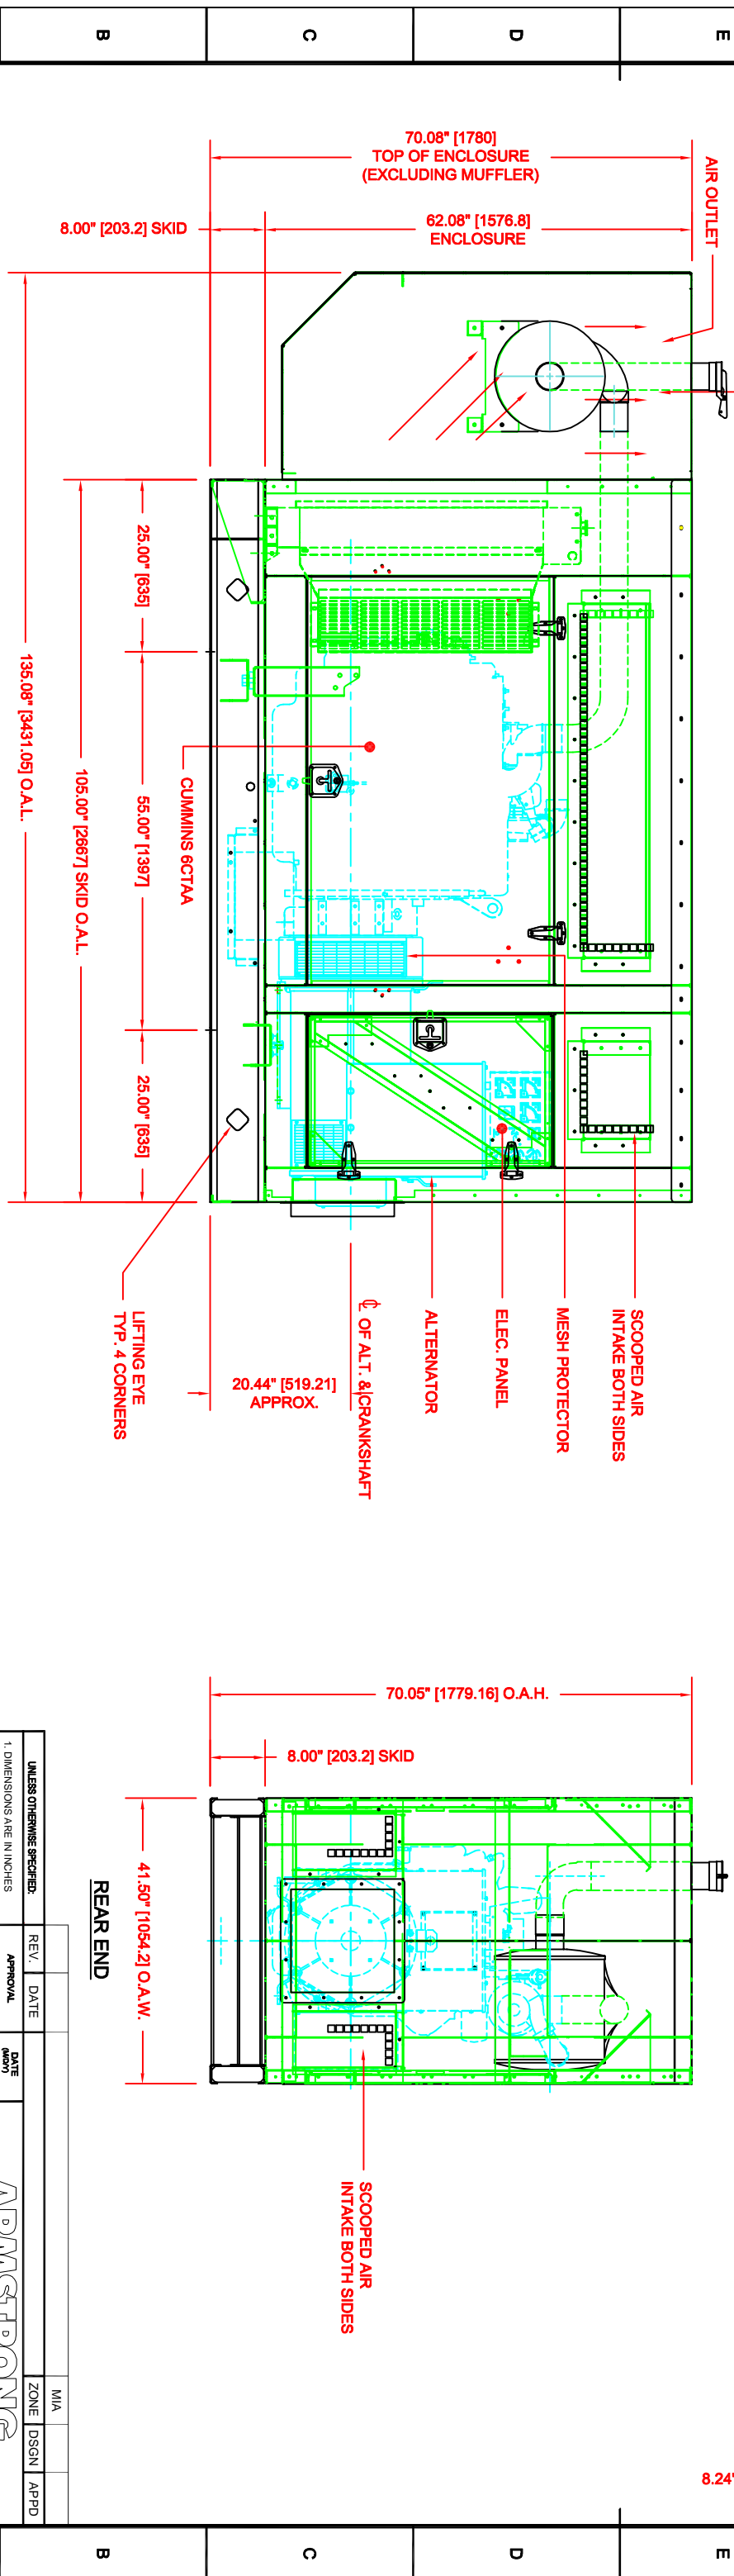 B
C
D
E
70.08" [1780]
TOP OF ENCLOSURE
(EXCLUDING MUFFLER)
AIR OUTLET
8.00" [203.2] SKID
62.08" [1576.8]
ENCLOSURE
25.00" [635]
55.00" [1397]
25.00" [635]
105.00" [2667] SKID O.A.L.
135.08" [3431.05] O.A.L.
CUMMINS 6CTAA
SCOOPED AIR
INTAKE BOTH SIDES
MESH PROTECTOR
ELEC. PANEL
ALTERNATOR
℄ OF ALT. & CRANKSHAFT
20.44" [519.21]
APPROX.
LIFTING EYE
TYP. 4 CORNERS
70.05" [1779.16] O.A.H.
8.00" [203.2] SKID
41.50" [1054.2] O.A.W.
REAR END
SCOOPED AIR
INTAKE BOTH SIDES
8.24"
UNLESS OTHERWISE SPECIFIED:
1. DIMENSIONS ARE IN INCHES
MIA
REV. DATE ZONE DSGN APPD
APPROVAL
DATE
(M/D/Y)
ARMSTRONG
B
C
D
E